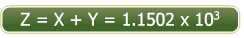 Z = X + Y = 1.1502 x 10³